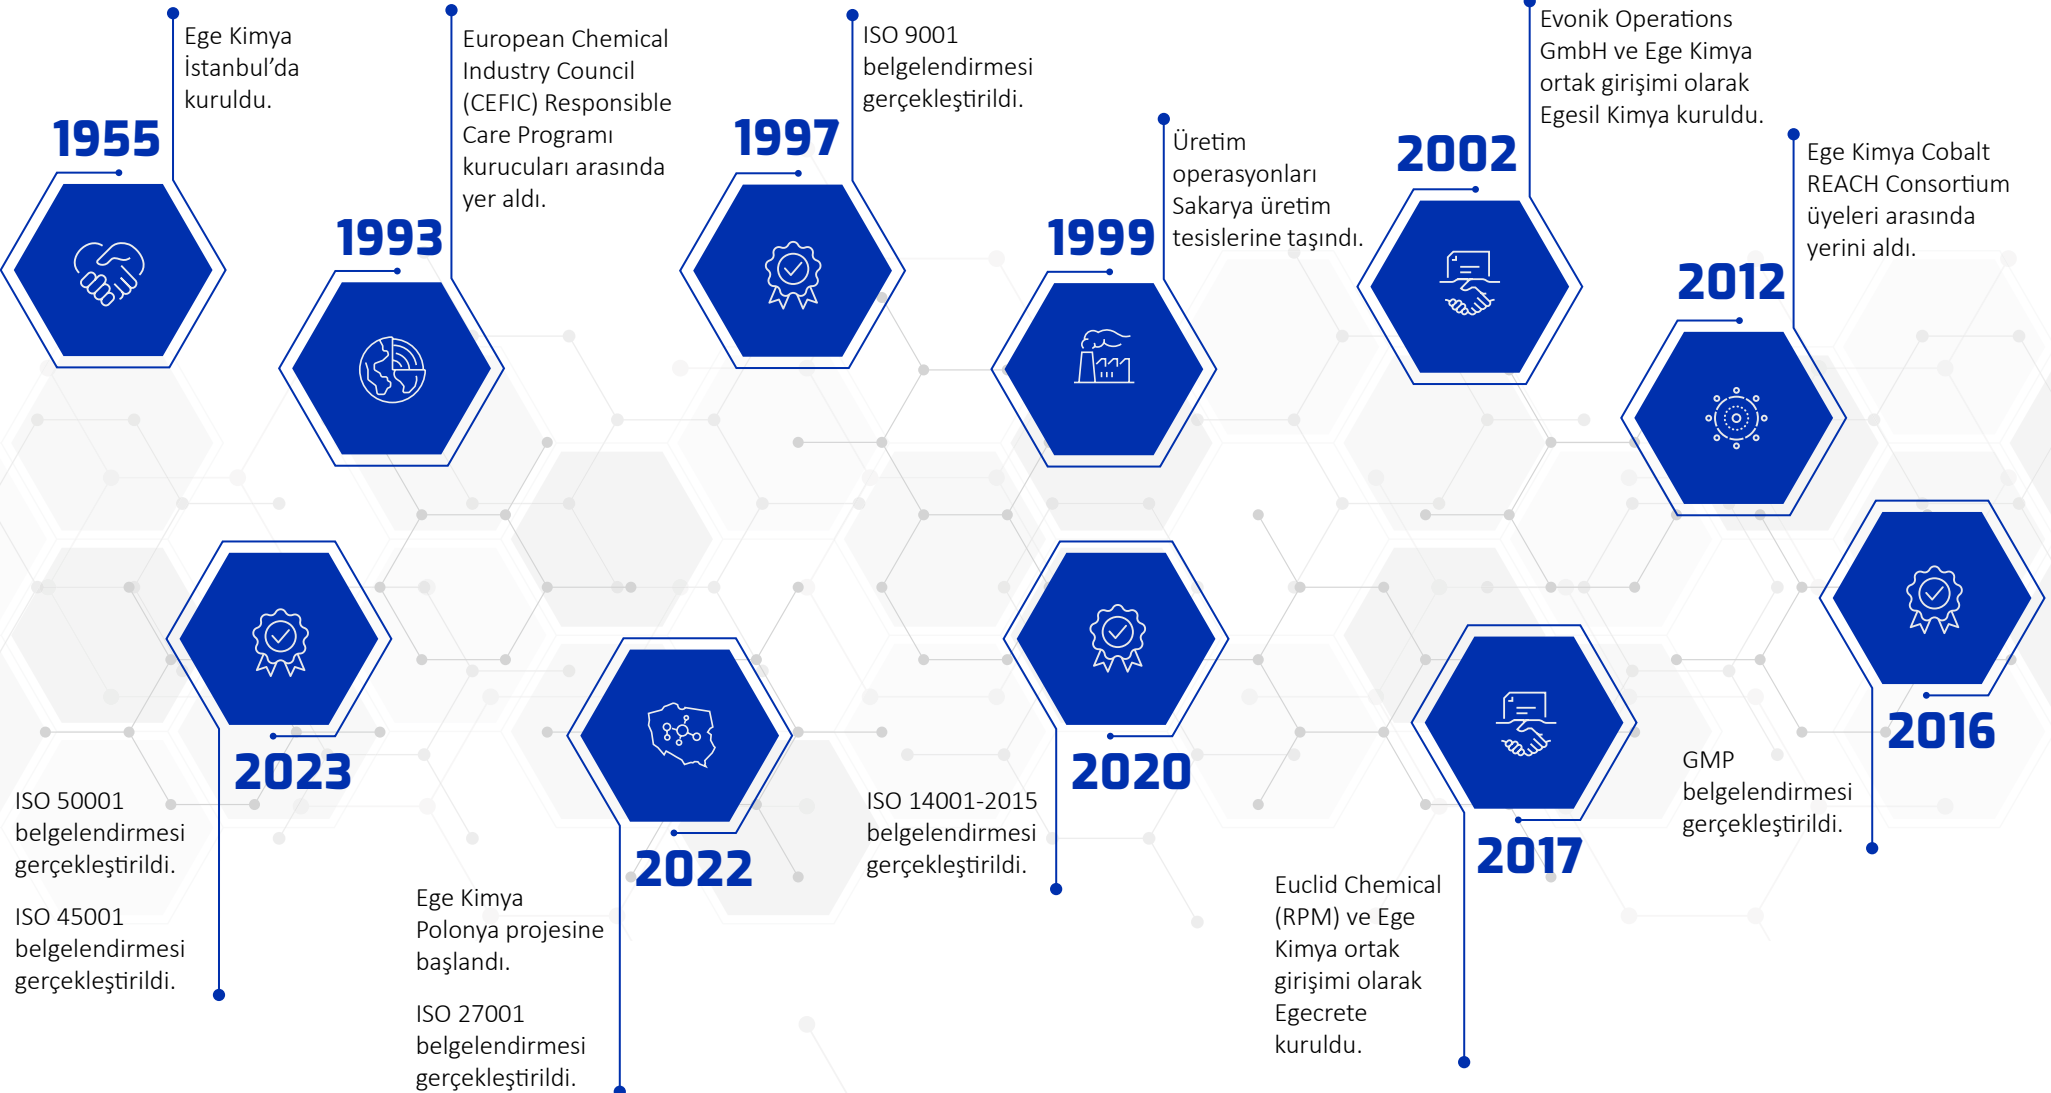 1955
Ege Kimya
İstanbul’da
kuruldu.
1993
European Chemical
Industry Council
(CEFIC) Responsible
Care Programı
kurucuları arasında
yer aldı.
1997
ISO 9001
belgelendirmesi
gerçekleştirildi.
1999
Üretim
operasyonları
Sakarya üretim
tesislerine taşındı.
2002
Evonik Operations
GmbH ve Ege Kimya
ortak girişimi olarak
Egesil Kimya kuruldu.
2012
Ege Kimya Cobalt
REACH Consortium
üyeleri arasında
yerini aldı.
2016
GMP
belgelendirmesi
gerçekleştirildi.
2017
Euclid Chemical
(RPM) ve Ege
Kimya ortak
girişimi olarak
Egecrete
kuruldu.
2020
ISO 14001-2015
belgelendirmesi
gerçekleştirildi.
2022
Ege Kimya
Polonya projesine
başlandı.
ISO 27001
belgelendirmesi
gerçekleştirildi.
2023
ISO 50001
belgelendirmesi
gerçekleştirildi.
ISO 45001
belgelendirmesi
gerçekleştirildi.